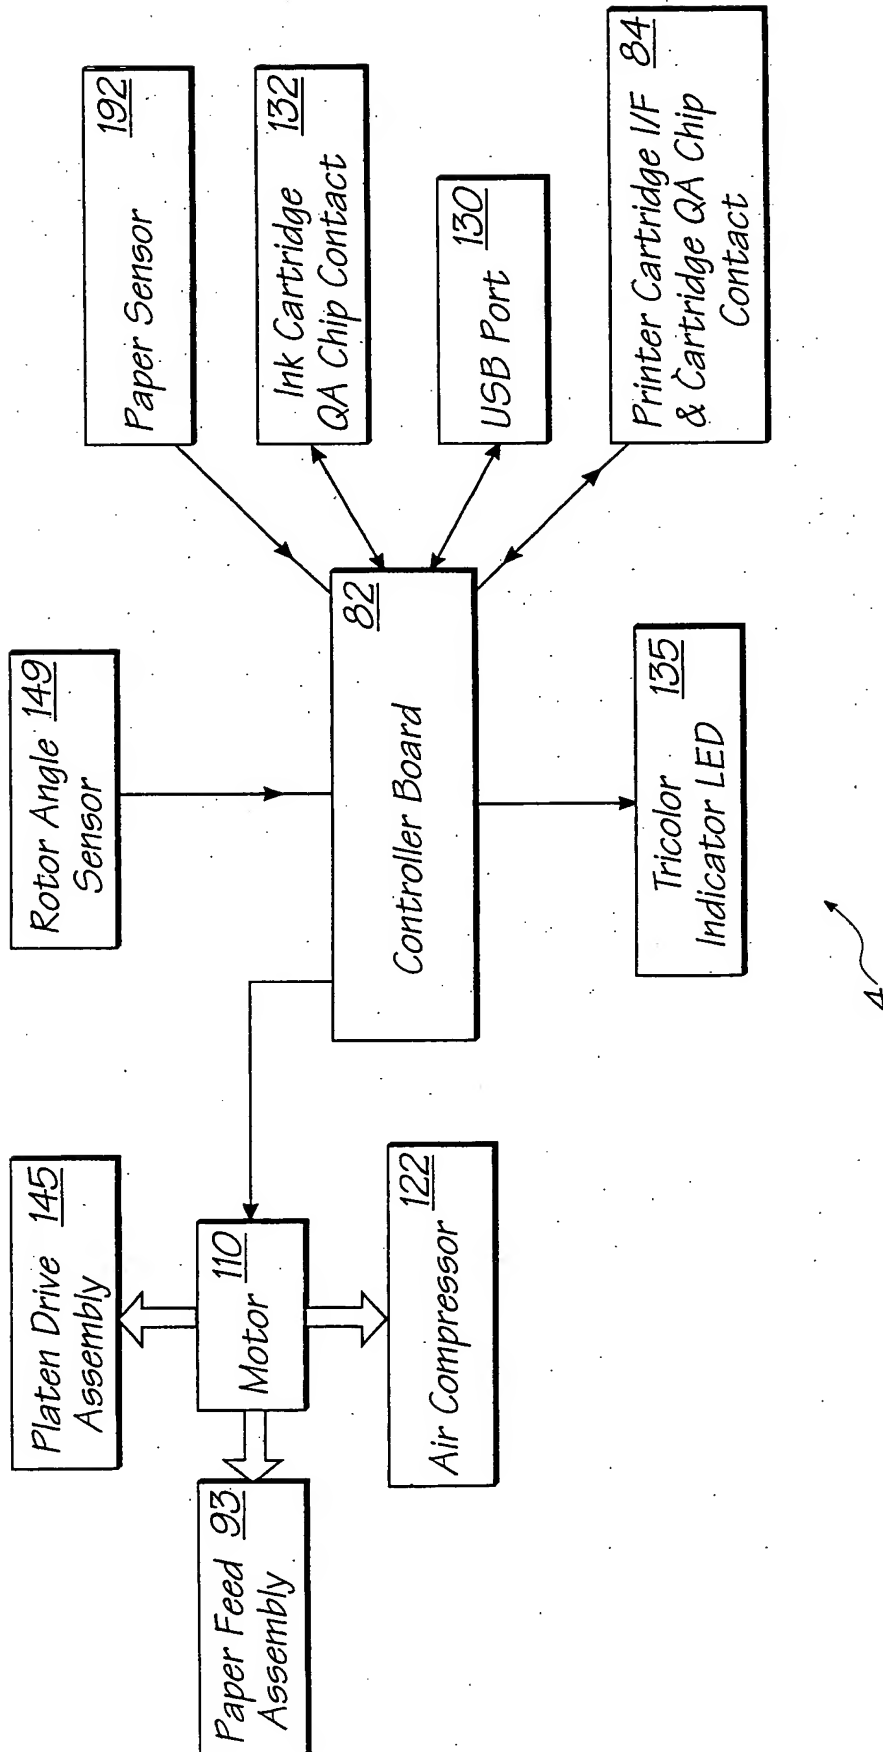 Paper Feed 93
Assembly
Platen Drive 145
Assembly
110
Motor
122
Air Compressor
Rotor Angle 149
Sensor
82
Controller Board
135
Tricolor
Indicator LED
192
Paper Sensor
132
Ink Cartridge
QA Chip Contact
130
USB Port
84
Printer Cartridge I/F
& Cartridge QA Chip
Contact
4